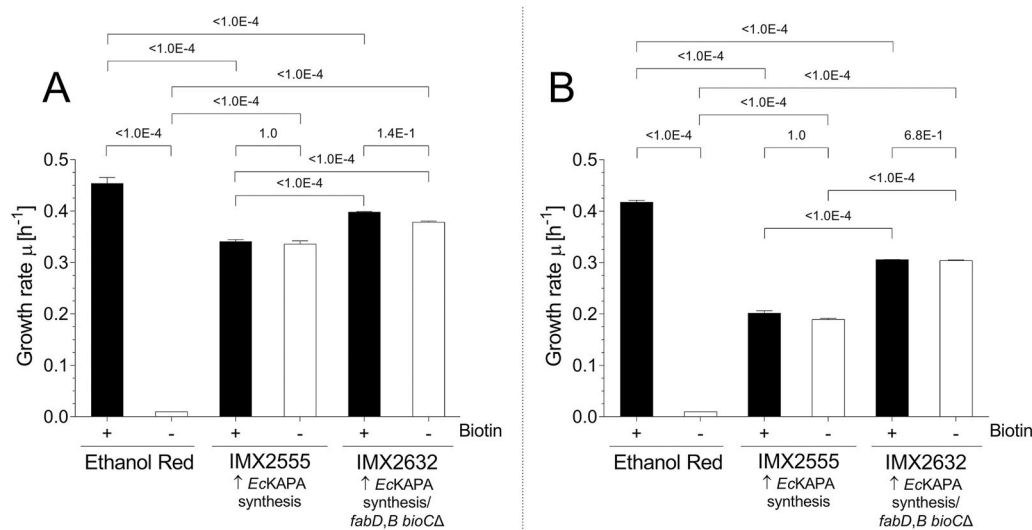 A
<1.0E-4
<1.0E-4
<1.0E-4
<1.0E-4
<1.0E-4
1.0
1.4E-1
<1.0E-4
<1.0E-4
Growth rate μ [h⁻¹]
0.5
0.4
0.3
0.2
0.1
0.0
+ - + - + - Biotin
Ethanol Red IMX2555 IMX2632
↑ EcKAPA ↑ EcKAPA
synthesis synthesis/
fabD,B bioCΔ
B
<1.0E-4
<1.0E-4
<1.0E-4
<1.0E-4
<1.0E-4
1.0
6.8E-1
<1.0E-4
<1.0E-4
Growth rate μ [h⁻¹]
0.5
0.4
0.3
0.2
0.1
0.0
+ - + - + - Biotin
Ethanol Red IMX2555 IMX2632
↑ EcKAPA ↑ EcKAPA
synthesis synthesis/
fabD,B bioCΔ